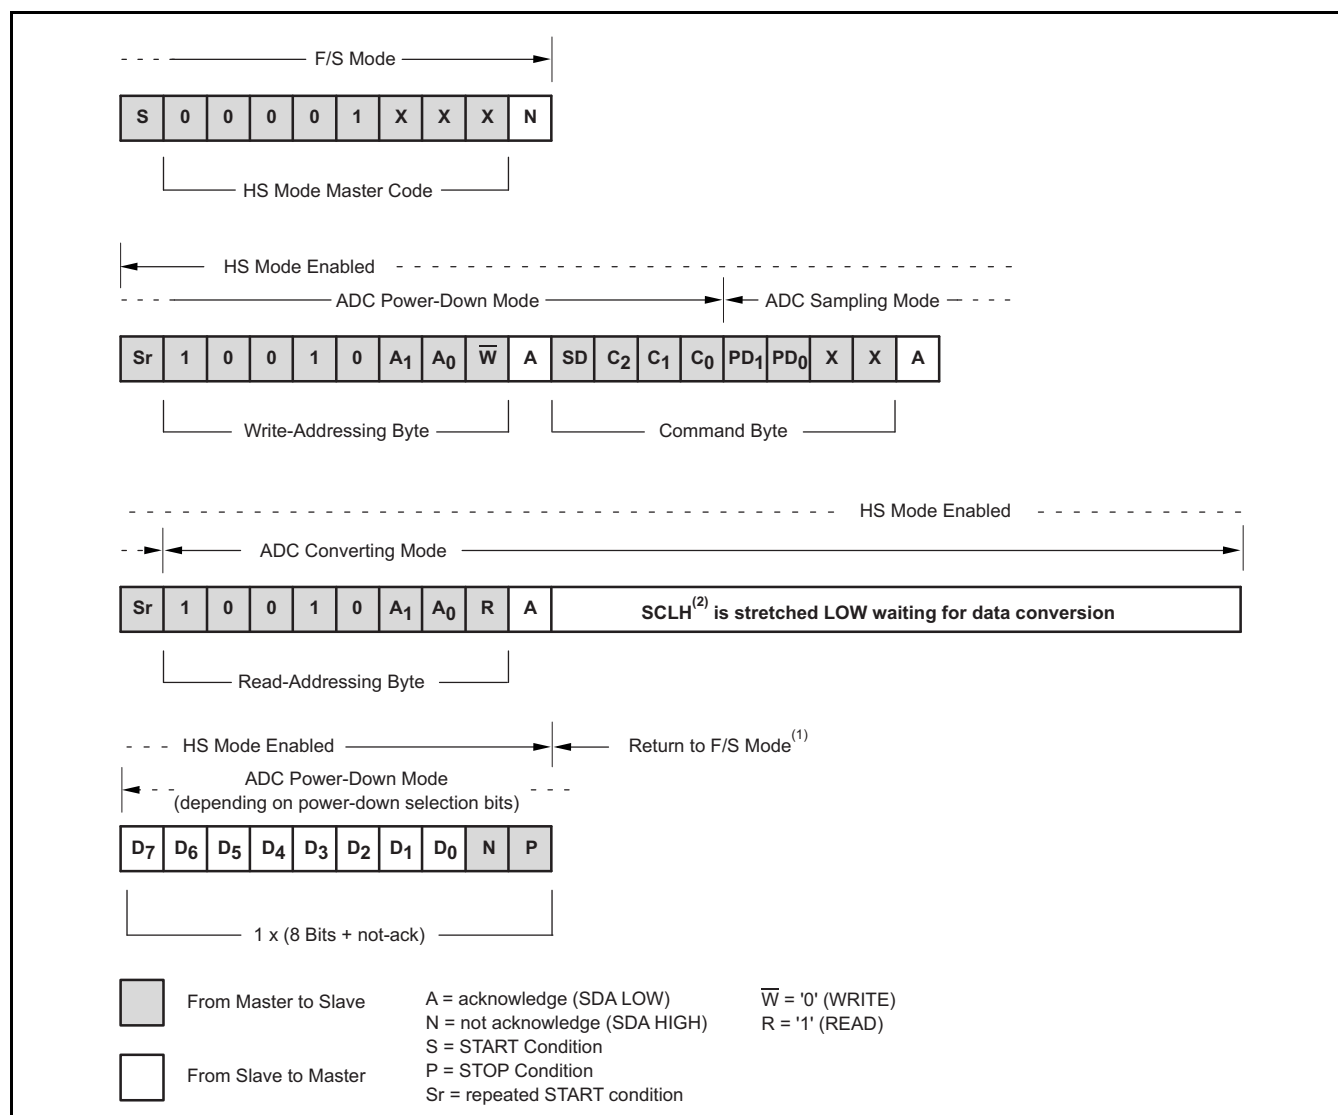 F/S Mode
S 0 0 0 0 1 X X X N
HS Mode Master Code
HS Mode Enabled
ADC Power-Down Mode ADC Sampling Mode
Sr 1 0 0 1 0 A1 A0 W̅ A SD C2 C1 C0 PD1 PD0 X X A
Write-Addressing Byte Command Byte
HS Mode Enabled
ADC Converting Mode
Sr 1 0 0 1 0 A1 A0 R A SCLH(2) is stretched LOW waiting for data conversion
Read-Addressing Byte
HS Mode Enabled Return to F/S Mode(1)
ADC Power-Down Mode
(depending on power-down selection bits)
D7 D6 D5 D4 D3 D2 D1 D0 N P
1 x (8 Bits + not-ack)
From Master to Slave
From Slave to Master
A = acknowledge (SDA LOW)
N = not acknowledge (SDA HIGH)
S = START Condition
P = STOP Condition
Sr = repeated START condition
W̅ = '0' (WRITE)
R = '1' (READ)